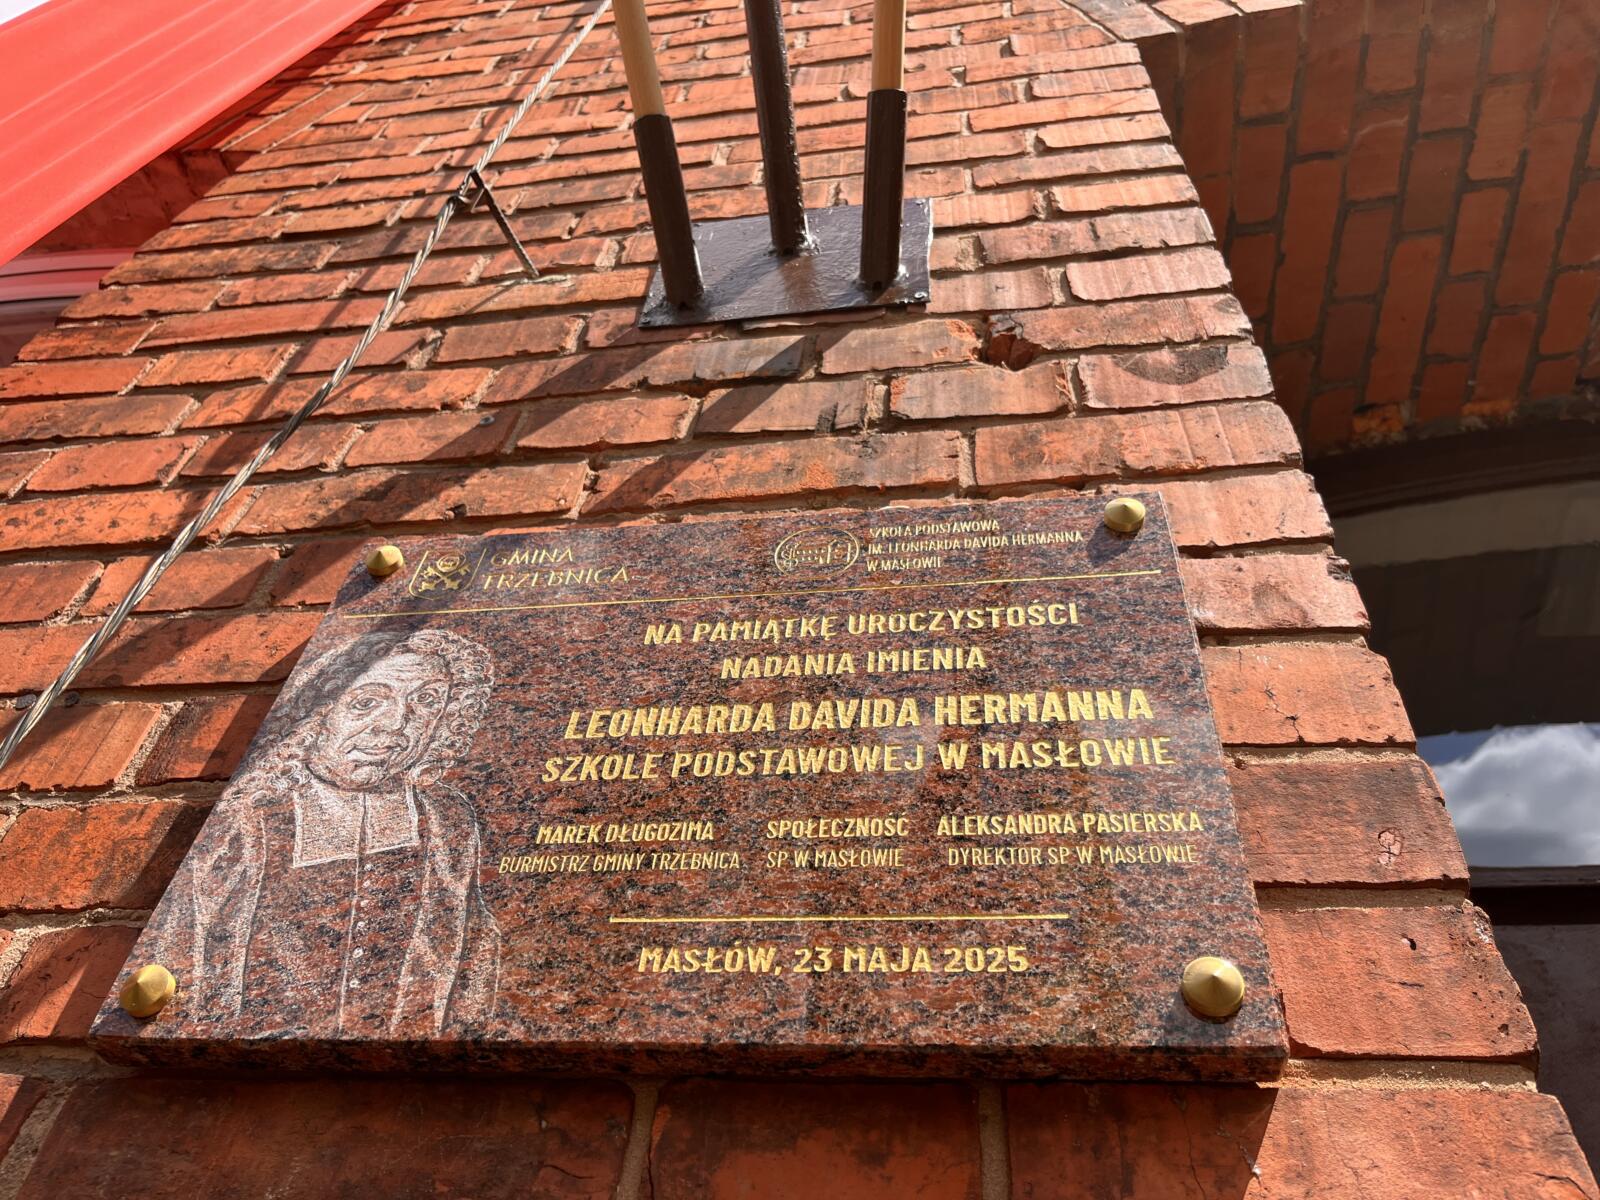 GMINA
TRZEBNICA
SZKOŁA PODSTAWOWA
IM. LEONHARDA DAVIDA HERMANNA
W MASŁOWIE
NA PAMIĄTKĘ UROCZYSTOŚCI
NADANIA IMIENIA
LEONHARDA DAVIDA HERMANNA
SZKOLE PODSTAWOWEJ W MASŁOWIE
MAREK DŁUGOZIMA
BURMISTRZ GMINY TRZEBNICA
SPOŁECZNOŚĆ
SP W MASŁOWIE
ALEKSANDRA PASIERSKA
DYREKTOR SP W MASŁOWIE
MASŁÓW, 23 MAJA 2025